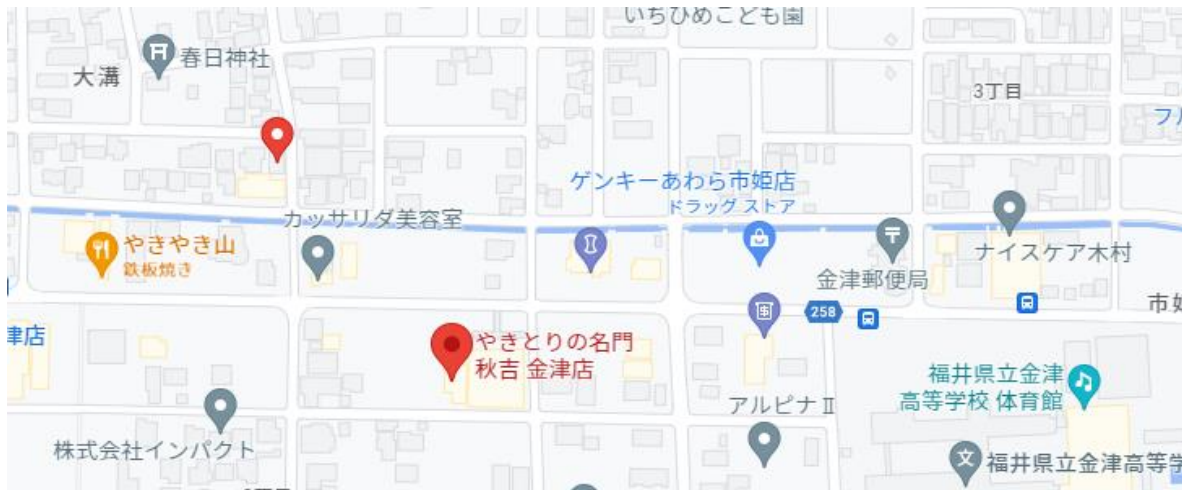 いちひめこども園
春日神社
大溝
3丁目
ゲンキーあわら市姫店
ドラッグ ストア
カッサリダ美容室
やきやき山
鉄板焼き
ナイスケア木村
金津郵便局
258
津店
やきとりの名門
秋吉 金津店
福井県立金津
高等学校 体育館
アルピナⅡ
株式会社インパクト
文
福井県立金津高等学